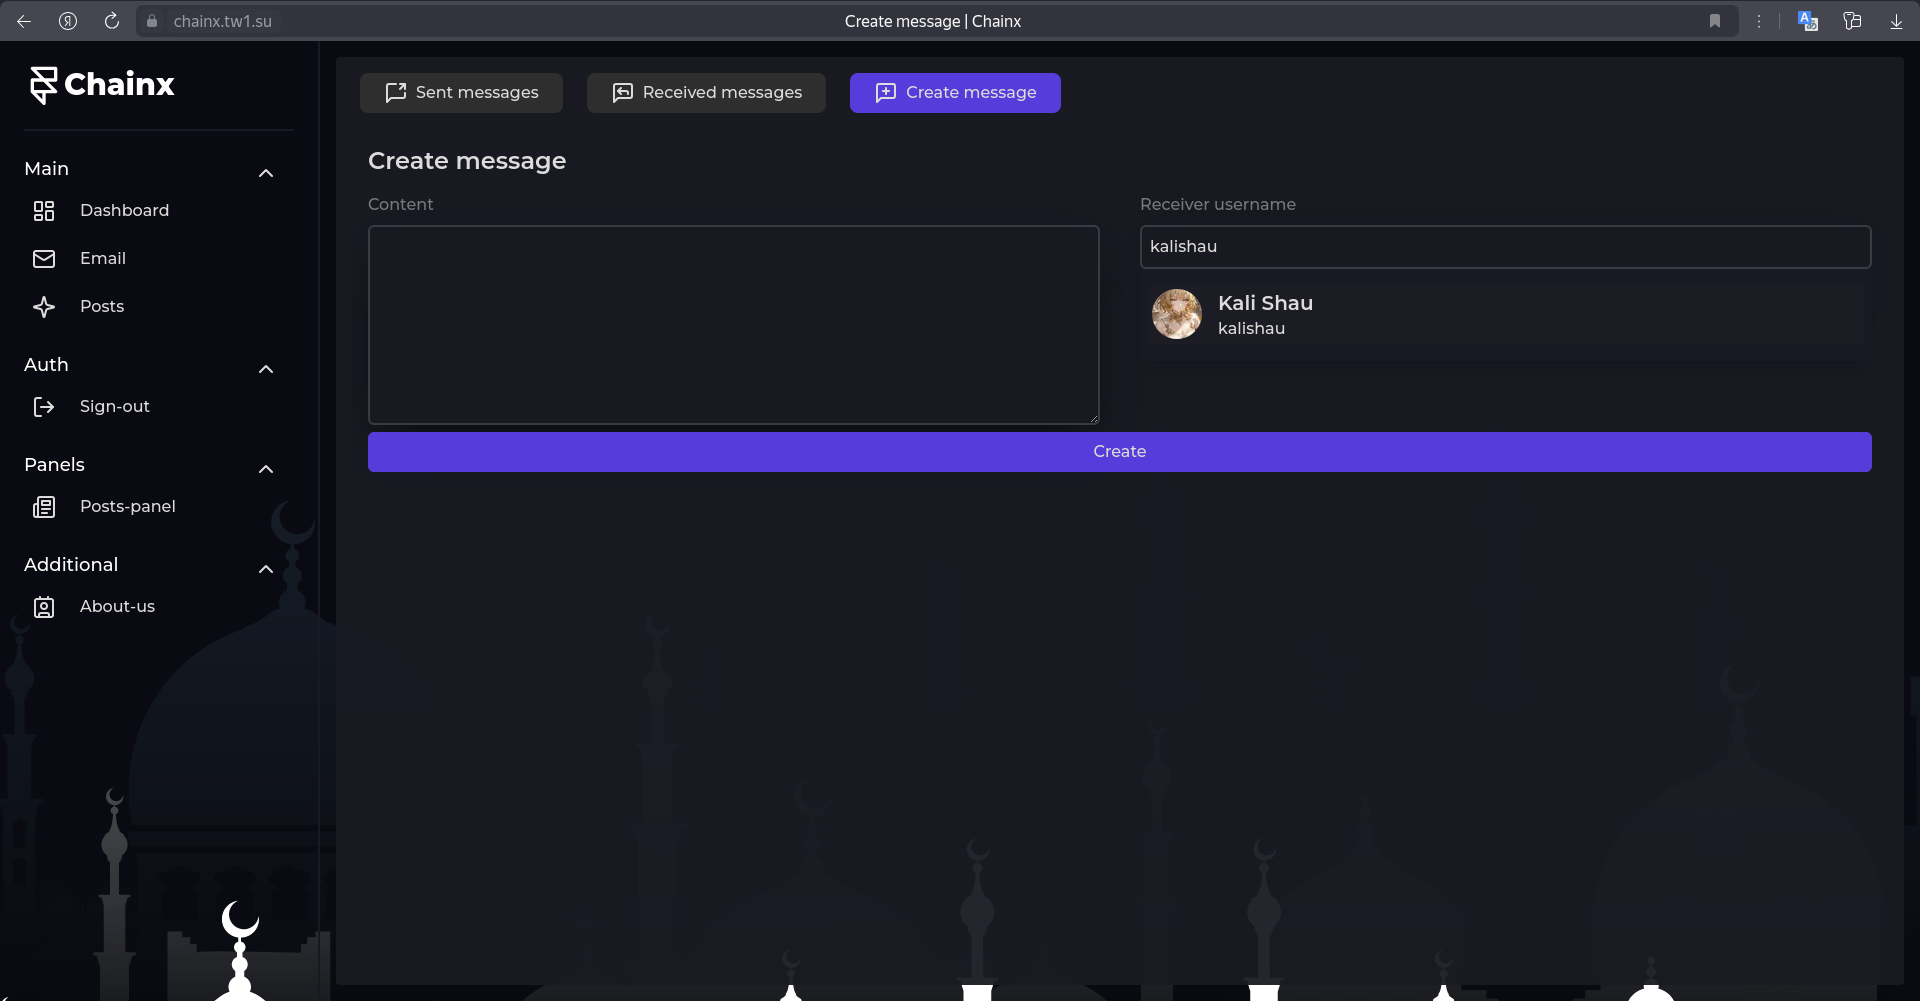 chainx.tw1.su
Create message | Chainx
Chainx
Main
Dashboard
Email
Posts
Auth
Sign-out
Panels
Posts-panel
Additional
About-us
Sent messages
Received messages
Create message
Create message
Content
Receiver username
kalishau
Kali Shau
kalishau
Create